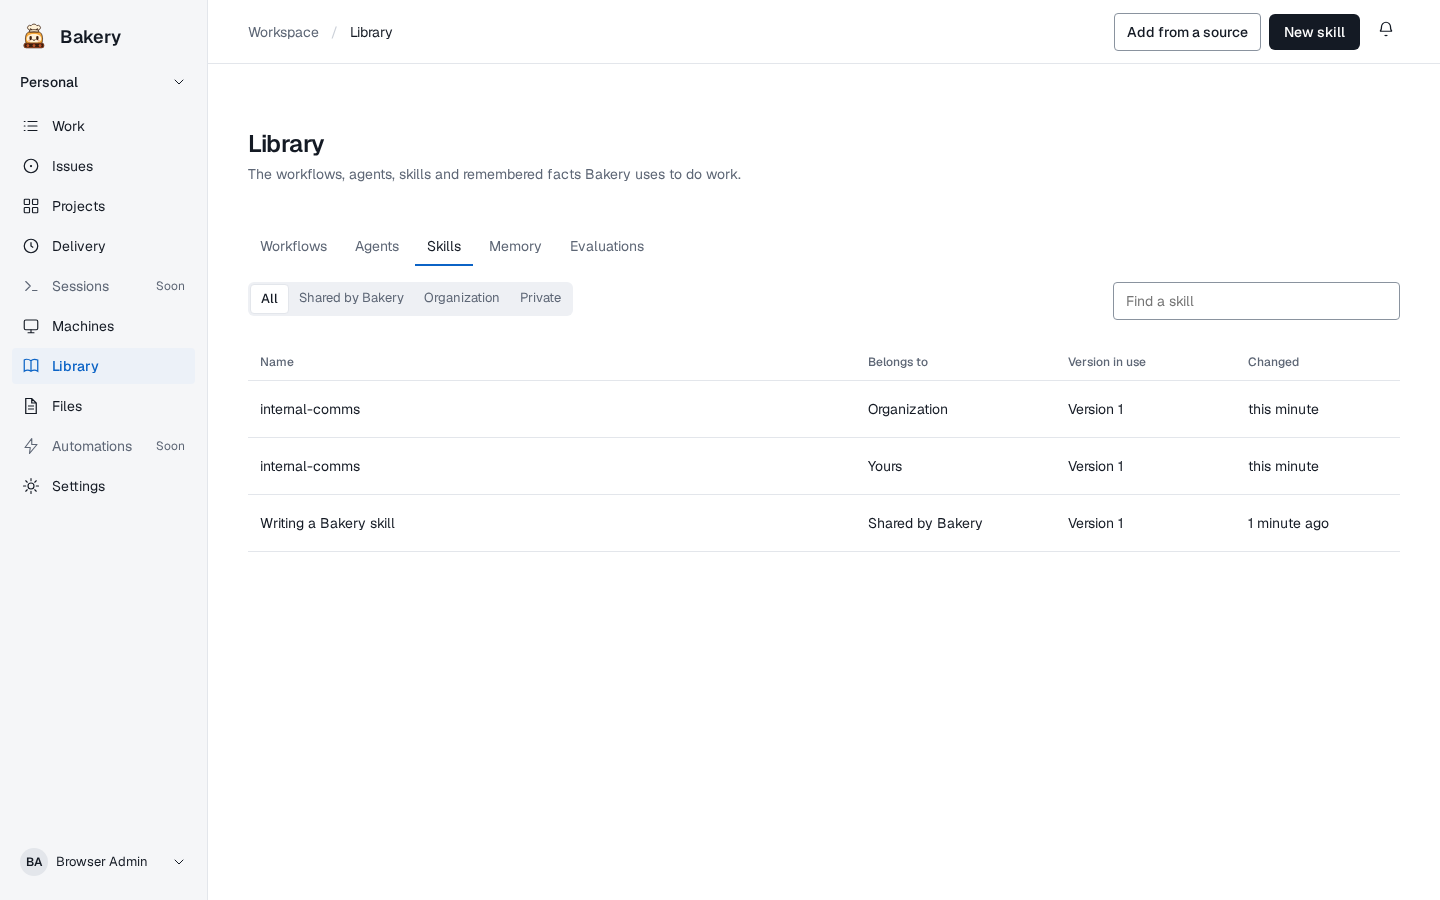 Bakery
Personal
Work
Issues
Projects
Delivery
Sessions Soon
Machines
Library
Files
Automations Soon
Settings
BA Browser Admin
Workspace / Library
Add from a source
New skill
Library
The workflows, agents, skills and remembered facts Bakery uses to do work.
Workflows Agents Skills Memory Evaluations
All Shared by Bakery Organization Private
Find a skill
Name Belongs to Version in use Changed
internal-comms Organization Version 1 this minute
internal-comms Yours Version 1 this minute
Writing a Bakery skill Shared by Bakery Version 1 1 minute ago